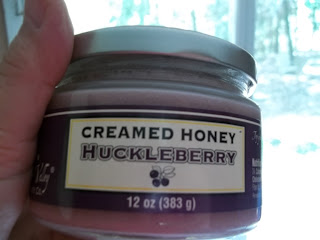 CREAMED HONEY
HUCKLEBERRY
12 oz (383 g)